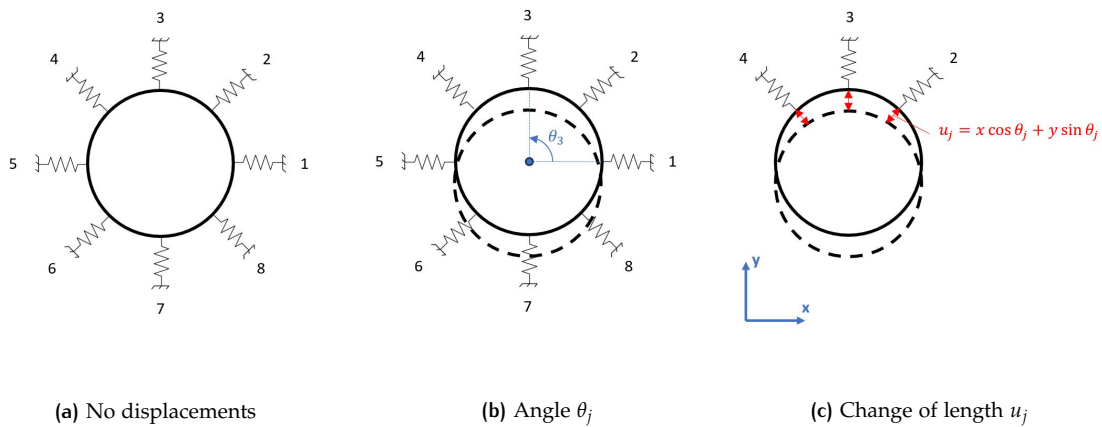 3
4
2
5
1
6
8
7
3
4
2
θ₃
5
1
6
8
7
3
4
2
u_j = x cos θ_j + y sin θ_j
y
x
(a) No displacements
(b) Angle θ_j
(c) Change of length u_j